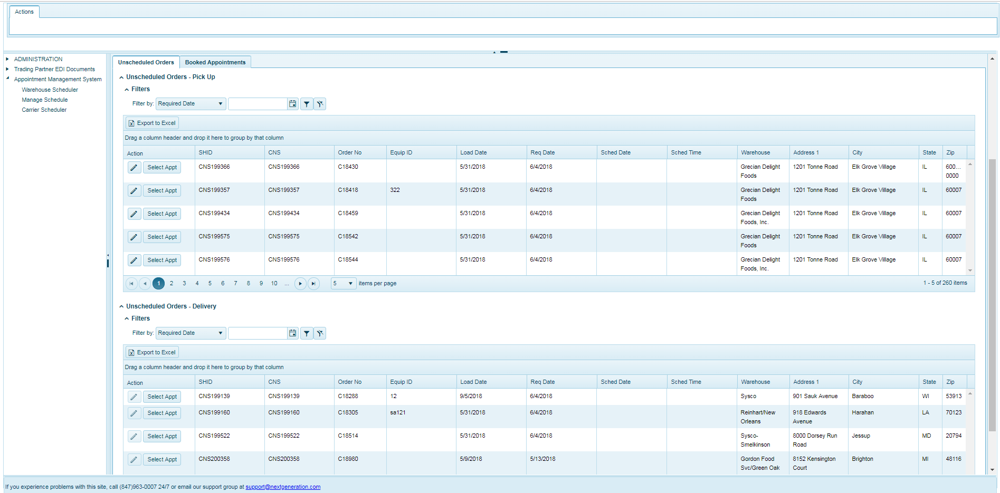 Actions
ADMINISTRATION
Trading Partner EDI Documents
Appointment Management System
Warehouse Scheduler
Manage Schedule
Carrier Scheduler
Unscheduled Orders Booked Appointments
Unscheduled Orders - Pick Up
Filters
Filter by: Required Date
Export to Excel
Drag a column header and drop it here to group by that column
Action SHID CNS Order No Equip ID Load Date Req Date Sched Date Sched Time Warehouse Address 1 City State Zip
Select Appt CNS199366 CNS199366 C18430 5/31/2018 6/4/2018 Grecian Delight 1201 Tonne Road Elk Grove Village IL 600...
Foods 0000
Select Appt CNS199357 CNS199357 C18418 322 5/31/2018 6/4/2018 Grecian Delight 1201 Tonne Road Elk Grove Village IL 60007
Foods
Select Appt CNS199434 CNS199434 C18459 5/31/2018 6/4/2018 Grecian Delight 1201 Tonne Road Elk Grove Village IL 60007
Foods, Inc.
Select Appt CNS199575 CNS199575 C18542 5/31/2018 6/4/2018 Grecian Delight 1201 Tonne Road Elk Grove Village IL 60007
Foods
Select Appt CNS199576 CNS199576 C18544 5/31/2018 6/4/2018 Grecian Delight 1201 Tonne Road Elk Grove Village IL 60007
Foods, Inc.
1 2 3 4 5 6 7 8 9 10 ... 5 items per page 1 - 5 of 260 items
Unscheduled Orders - Delivery
Filters
Filter by: Required Date
Export to Excel
Drag a column header and drop it here to group by that column
Action SHID CNS Order No Equip ID Load Date Req Date Sched Date Sched Time Warehouse Address 1 City State Zip
Select Appt CNS199139 CNS199139 C18288 12 9/5/2018 6/4/2018 Sysco 901 Sauk Avenue Baraboo WI 53913
Select Appt CNS199160 CNS199160 C18305 sa121 5/31/2018 6/4/2018 Reinhart/New 918 Edwards Harahan LA 70123
Orleans Avenue
Select Appt CNS199522 CNS199522 C18514 5/31/2018 6/4/2018 Sysco- 8000 Dorsey Run Jessup MD 20794
Smelkinson Road
Select Appt CNS200358 CNS200358 C18980 5/9/2018 5/13/2018 Gordon Food 8152 Kensington Brighton MI 48116
Svc/Green Oak Court
If you experience problems with this site, call (847)963-0007 24/7 or email our support group at support@nextgeneration.com